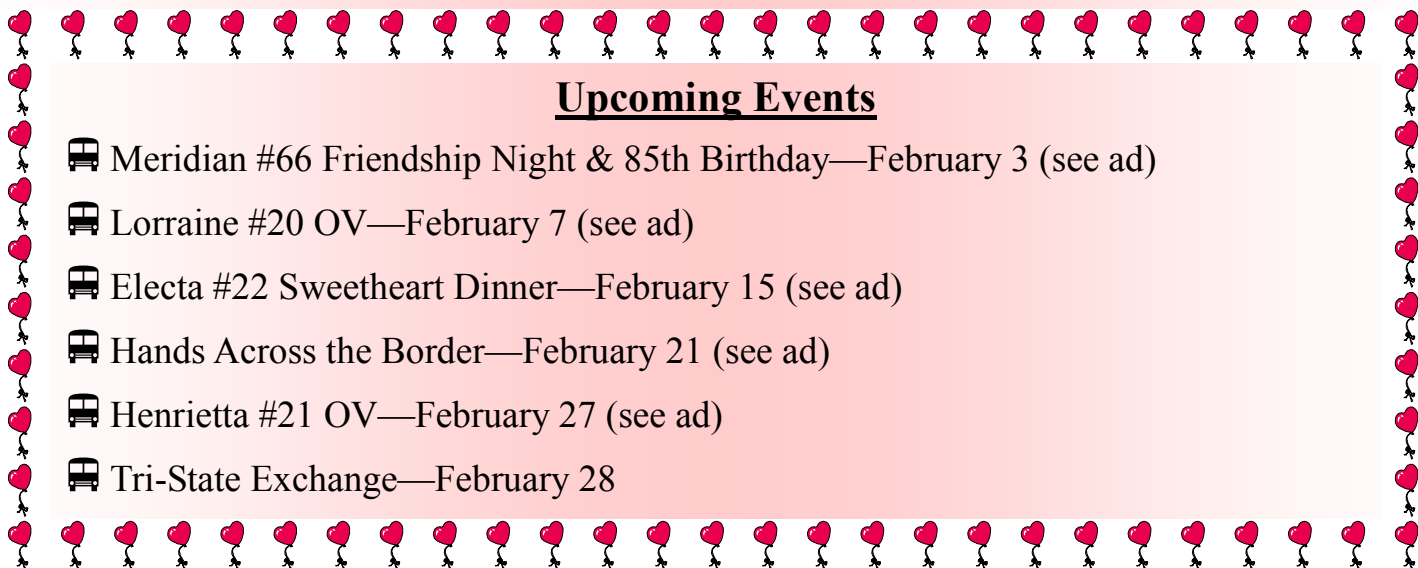 Upcoming Events
Meridian #66 Friendship Night & 85th Birthday—February 3 (see ad)
Lorraine #20 OV—February 7 (see ad)
Electa #22 Sweetheart Dinner—February 15 (see ad)
Hands Across the Border—February 21 (see ad)
Henrietta #21 OV—February 27 (see ad)
Tri-State Exchange—February 28